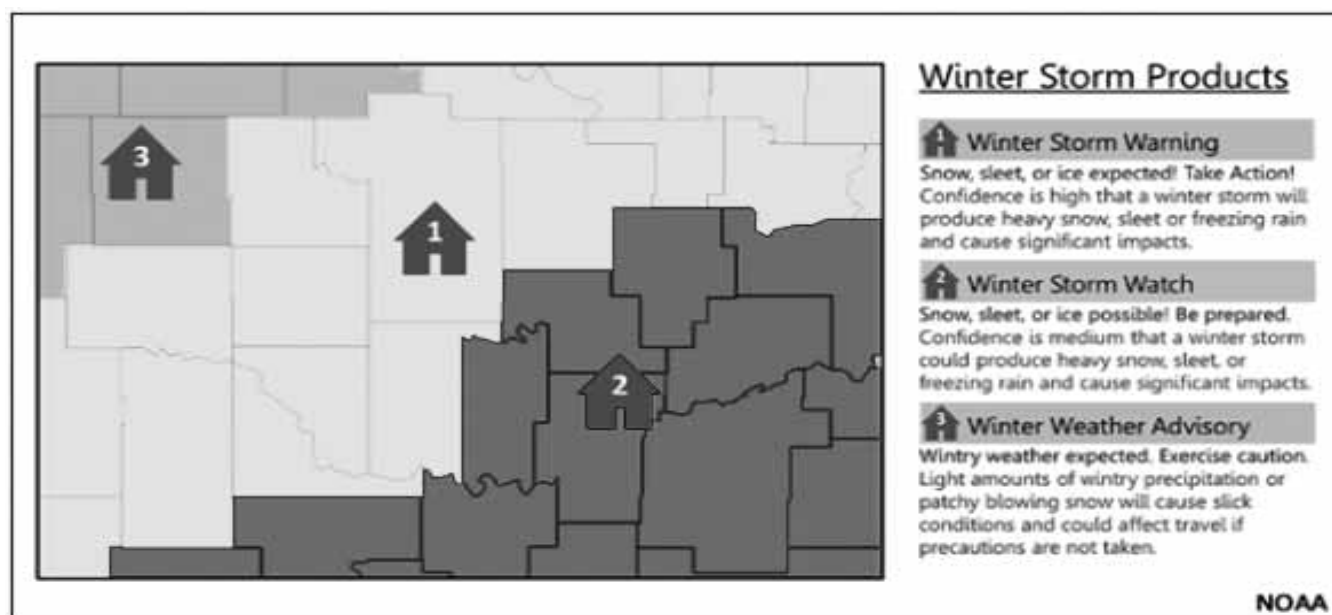 3
1
2
Winter Storm Products
1 Winter Storm Warning
Snow, sleet, or ice expected! Take Action!
Confidence is high that a winter storm will
produce heavy snow, sleet or freezing rain
and cause significant impacts.
2 Winter Storm Watch
Snow, sleet, or ice possible! Be prepared.
Confidence is medium that a winter storm
could produce heavy snow, sleet, or
freezing rain and cause significant impacts.
3 Winter Weather Advisory
Wintry weather expected. Exercise caution.
Light amounts of wintry precipitation or
patchy blowing snow will cause slick
conditions and could affect travel if
precautions are not taken.
NOAA